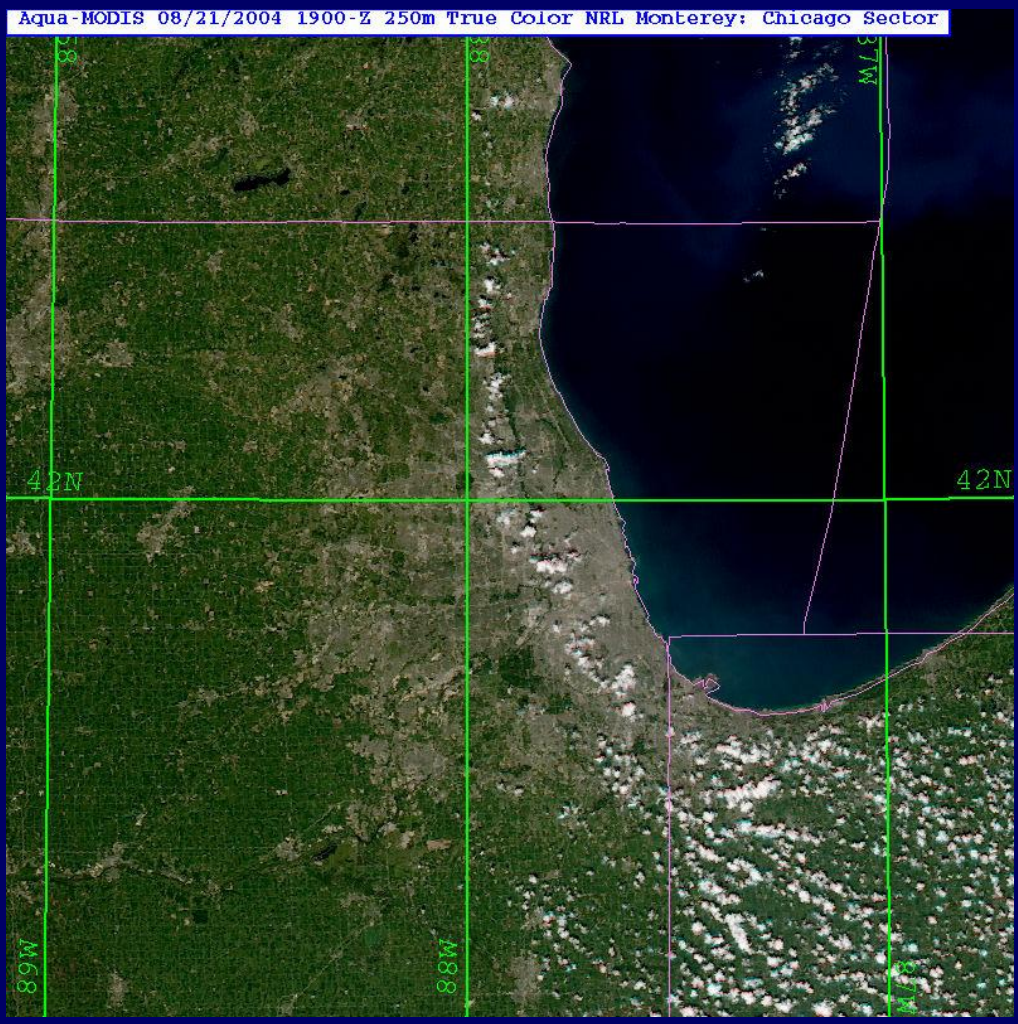 Aqua-MODIS 08/21/2004 1900-Z 250m True Color NRL Monterey: Chicago Sector
42N
42N
89W
88W
87W